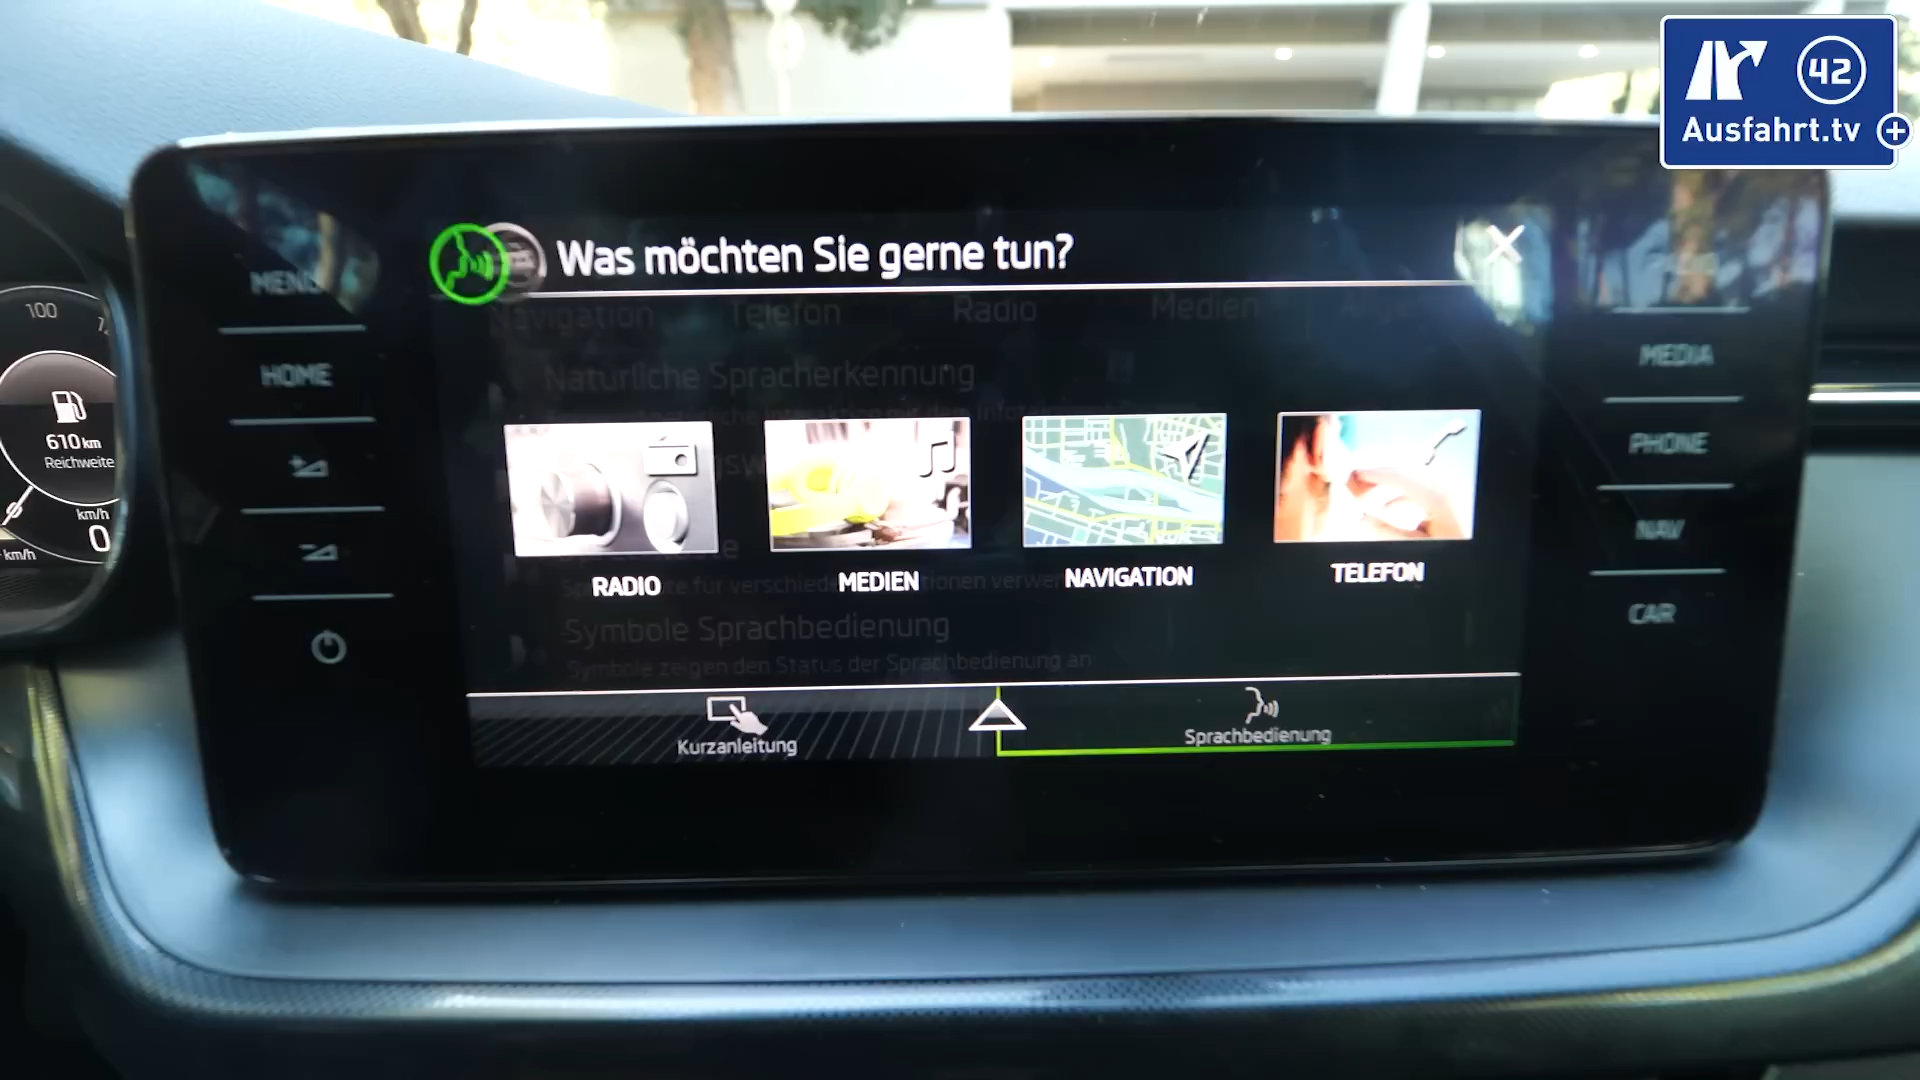 42
Ausfahrt.tv
Was möchten Sie gerne tun?
MENU
Navigation Telefon Radio Medien
100
HOME
MEDIA
Natürliche Spracherkennung
PHONE
610 km
Reichweite
km/h
0
km/h
NAV
RADIO
MEDIEN
NAVIGATION
TELEFON
für verschiede
CAR
Symbole Sprachbedienung
Symbole zeigen den Status der Sprachbedienung an
Kurzanleitung
Sprachbedienung